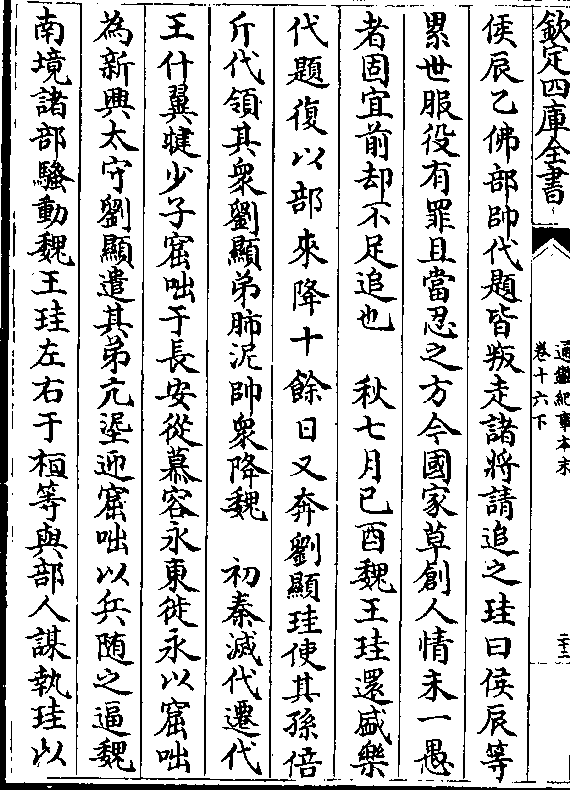 欽定四庫全書
通鑑紀事本末
卷十六下
二十三
侯辰乙佛部帥代題皆叛走諸將請追之珪曰侯辰等
累世服役有罪且當忍之方今國家草創人情未一愚
者固宜前却不足追也 秋七月己酉魏王珪還盛樂
代題復以部來降十餘日又奔劉顯珪使其孫倍
斤代領其衆劉顯弟肺泥帥衆降魏 初秦滅代遷代
王什翼犍少子窟咄于長安從慕容永東徙永以窟咄
為新興太守劉顯遣其弟亢埿迎窟咄以兵随之逼魏
南境諸部騷動魏王珪左右于桓等與部人謀執珪以